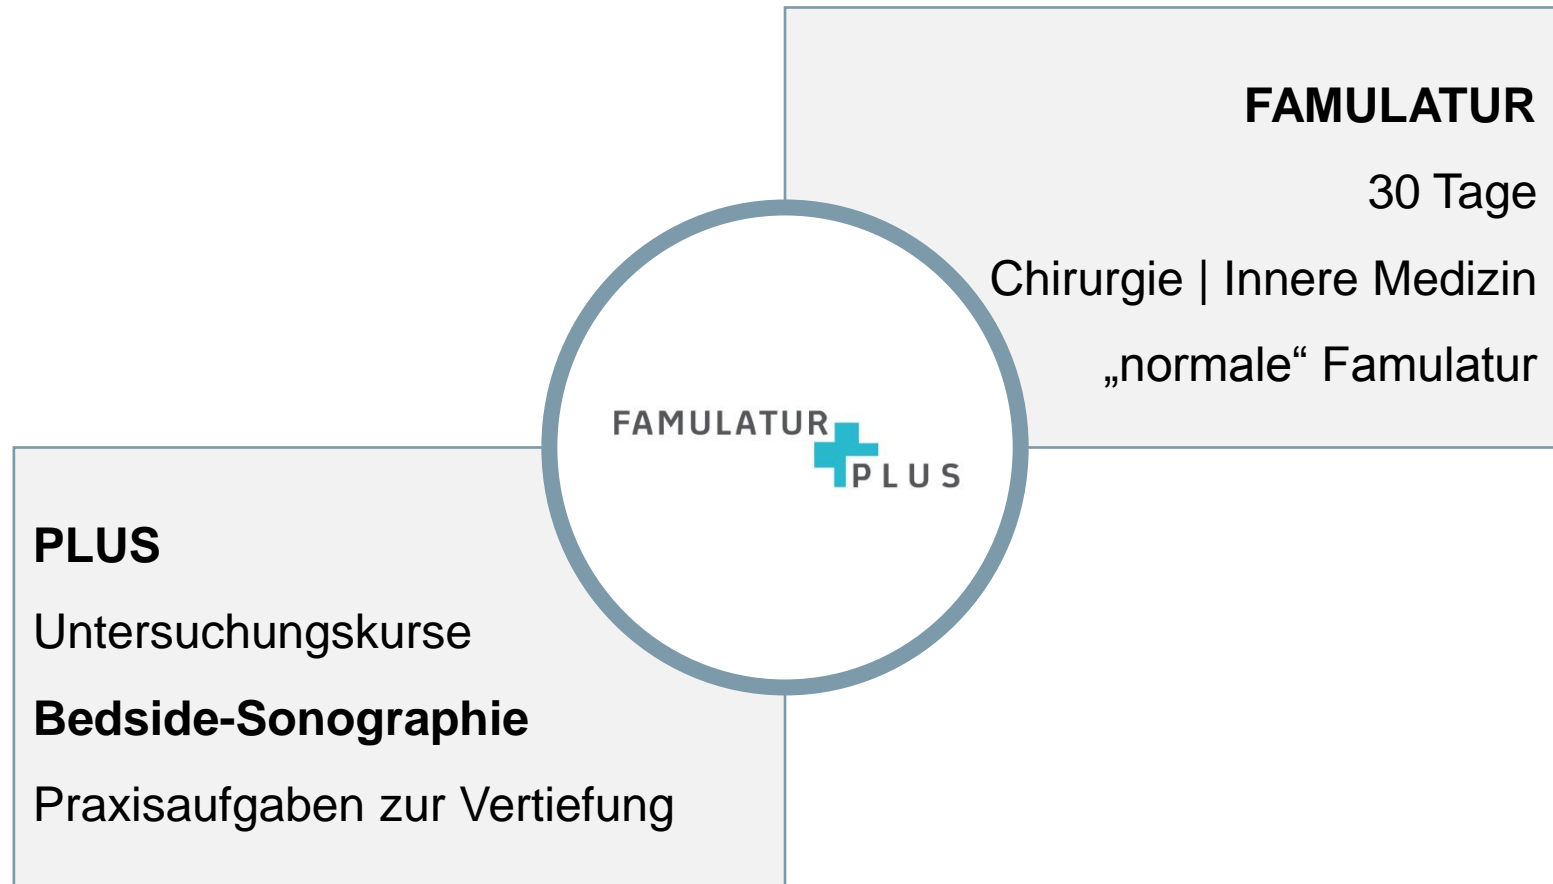 FAMULATUR
30 Tage
Chirurgie | Innere Medizin
„normale“ Famulatur
FAMULATUR
PLUS
PLUS
Untersuchungskurse
Bedside-Sonographie
Praxisaufgaben zur Vertiefung